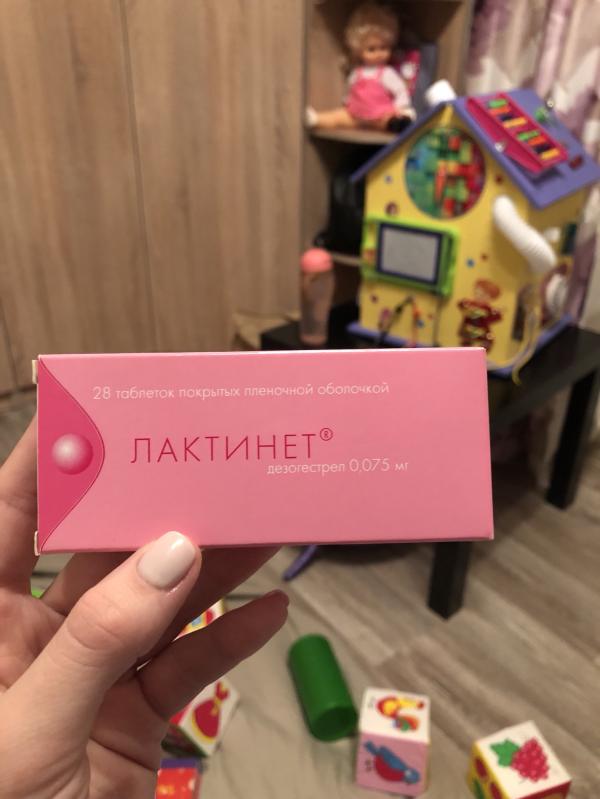 28 таблеток покрытых пленочной оболочкой
ЛАКТИНЕТ®
дезогестрел 0,075 мг